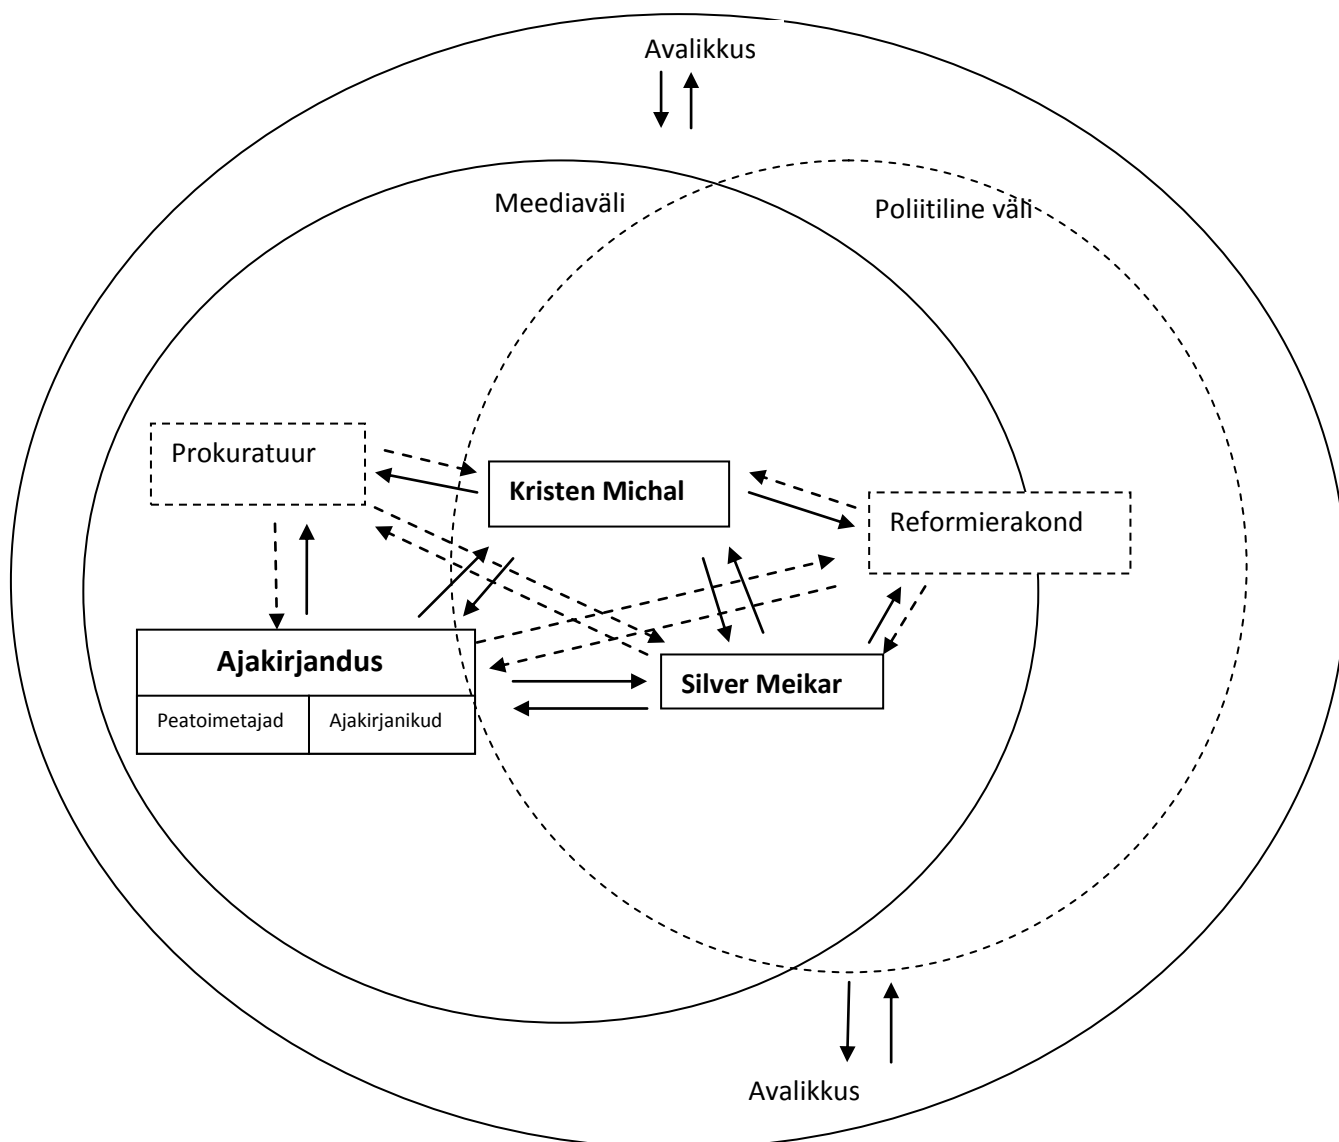 Avalikkus
Meediaväli
Poliitiline väli
Prokuratuur
Kristen Michal
Reformierakond
Ajakirjandus
Silver Meikar
Peatoimetajad
Ajakirjanikud
Avalikkus